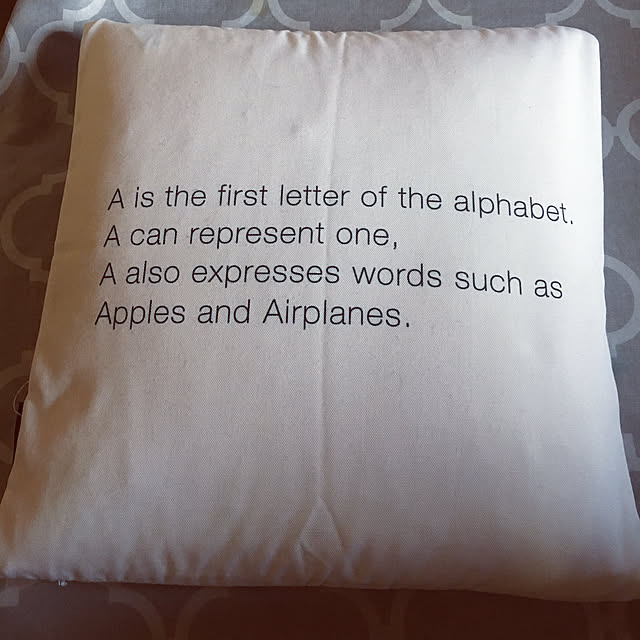 A is the first letter of the alphabet.
A can represent one,
A also expresses words such as
Apples and Airplanes.